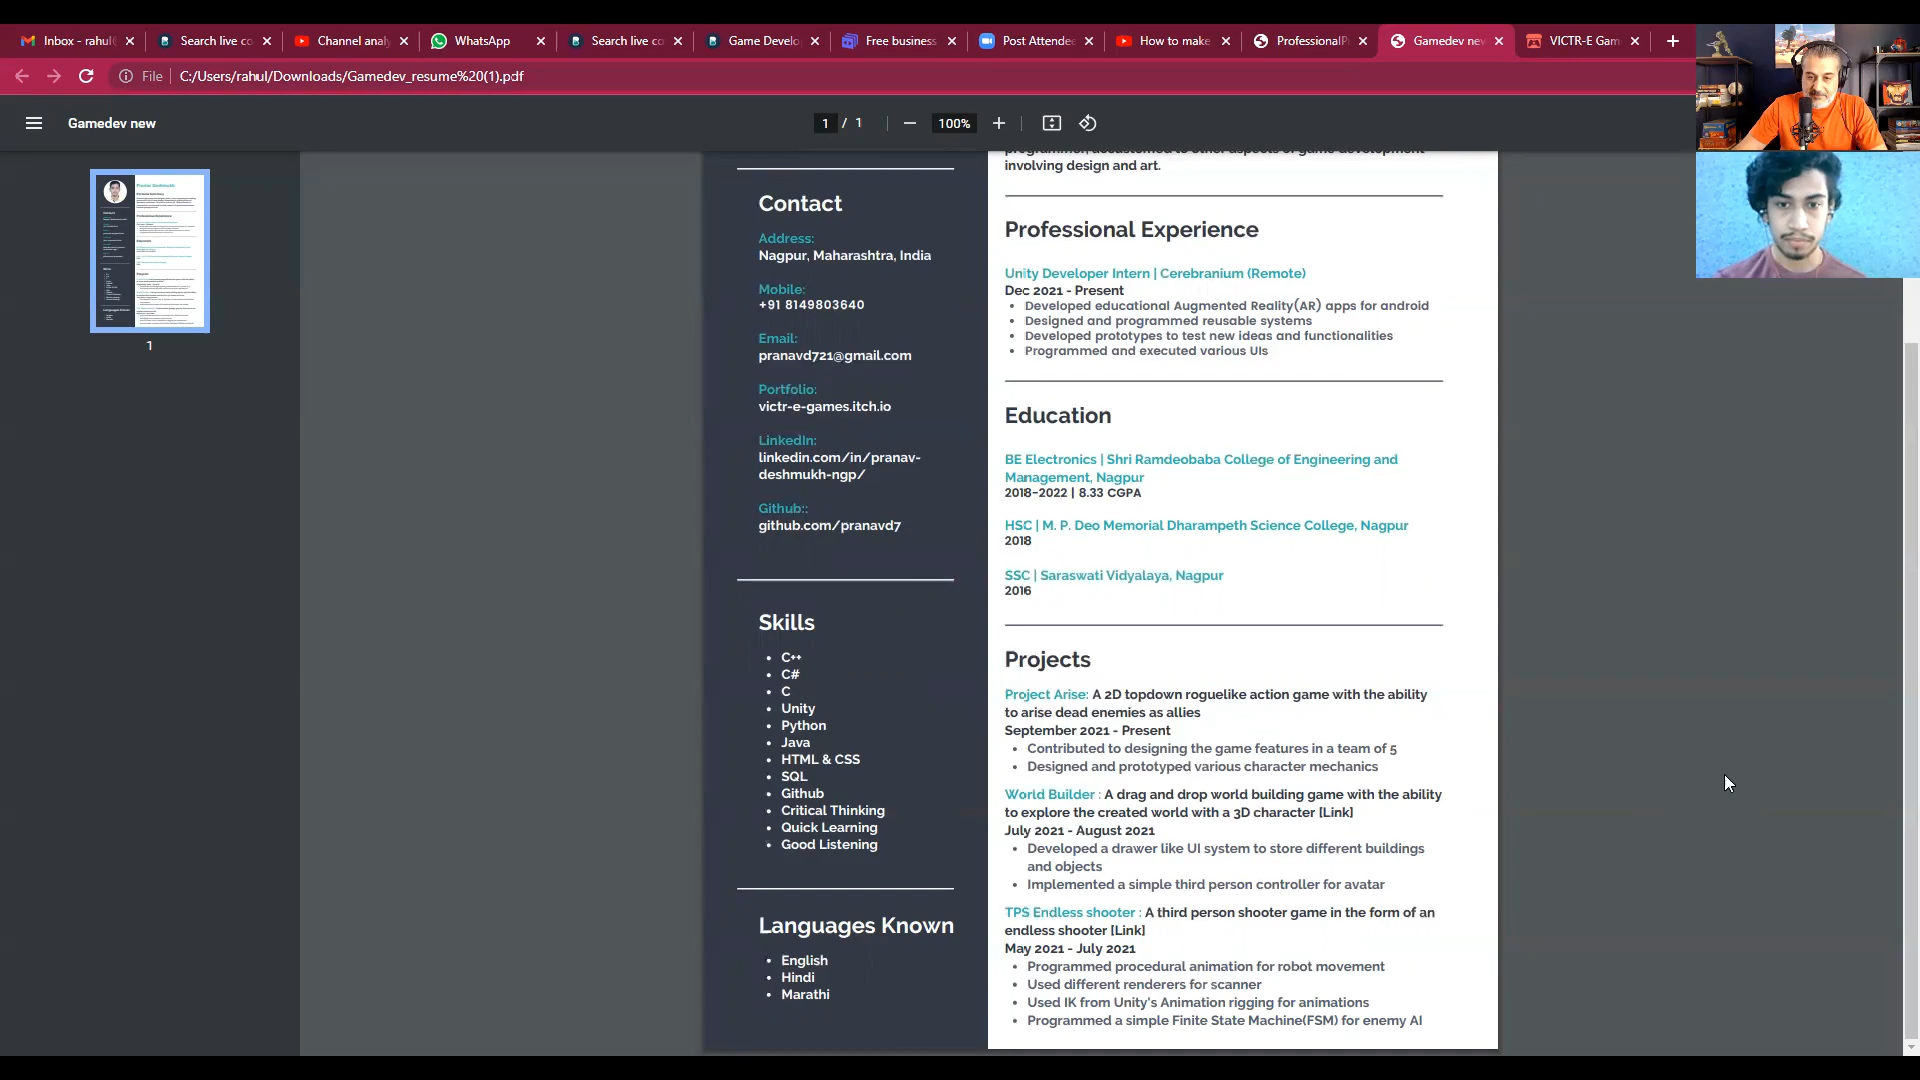 Inbox - rahul
Search live co
Channel analy
WhatsApp
Search live co
Game Develo
Free business
Post Attende
How to make
ProfessionalP
Gamedev new
VICTR-E Gam
File
C:/Users/rahul/Downloads/Gamedev_resume%20(1).pdf
Gamedev new
1 / 1
100%
1
Contact
Address:
Nagpur, Maharashtra, India
Mobile:
+91 8149803640
Email:
pranavd721@gmail.com
Portfolio:
victr-e-games.itch.io
LinkedIn:
linkedin.com/in/pranav-
deshmukh-ngp/
Github::
github.com/pranavd7
Skills
• C++
• C#
• C
• Unity
• Python
• Java
• HTML & CSS
• SQL
• Github
• Critical Thinking
• Quick Learning
• Good Listening
Languages Known
• English
• Hindi
• Marathi
programmer, accustomed to other aspects of game development
involving design and art.
Professional Experience
Unity Developer Intern | Cerebranium (Remote)
Dec 2021 - Present
• Developed educational Augmented Reality(AR) apps for android
• Designed and programmed reusable systems
• Developed prototypes to test new ideas and functionalities
• Programmed and executed various UIs
Education
BE Electronics | Shri Ramdeobaba College of Engineering and
Management, Nagpur
2018-2022 | 8.33 CGPA
HSC | M. P. Deo Memorial Dharampeth Science College, Nagpur
2018
SSC | Saraswati Vidyalaya, Nagpur
2016
Projects
Project Arise: A 2D topdown roguelike action game with the ability
to arise dead enemies as allies
September 2021 - Present
• Contributed to designing the game features in a team of 5
• Designed and prototyped various character mechanics
World Builder : A drag and drop world building game with the ability
to explore the created world with a 3D character [Link]
July 2021 - August 2021
• Developed a drawer like UI system to store different buildings
and objects
• Implemented a simple third person controller for avatar
TPS Endless shooter : A third person shooter game in the form of an
endless shooter [Link]
May 2021 - July 2021
• Programmed procedural animation for robot movement
• Used different renderers for scanner
• Used IK from Unity's Animation rigging for animations
• Programmed a simple Finite State Machine(FSM) for enemy AI